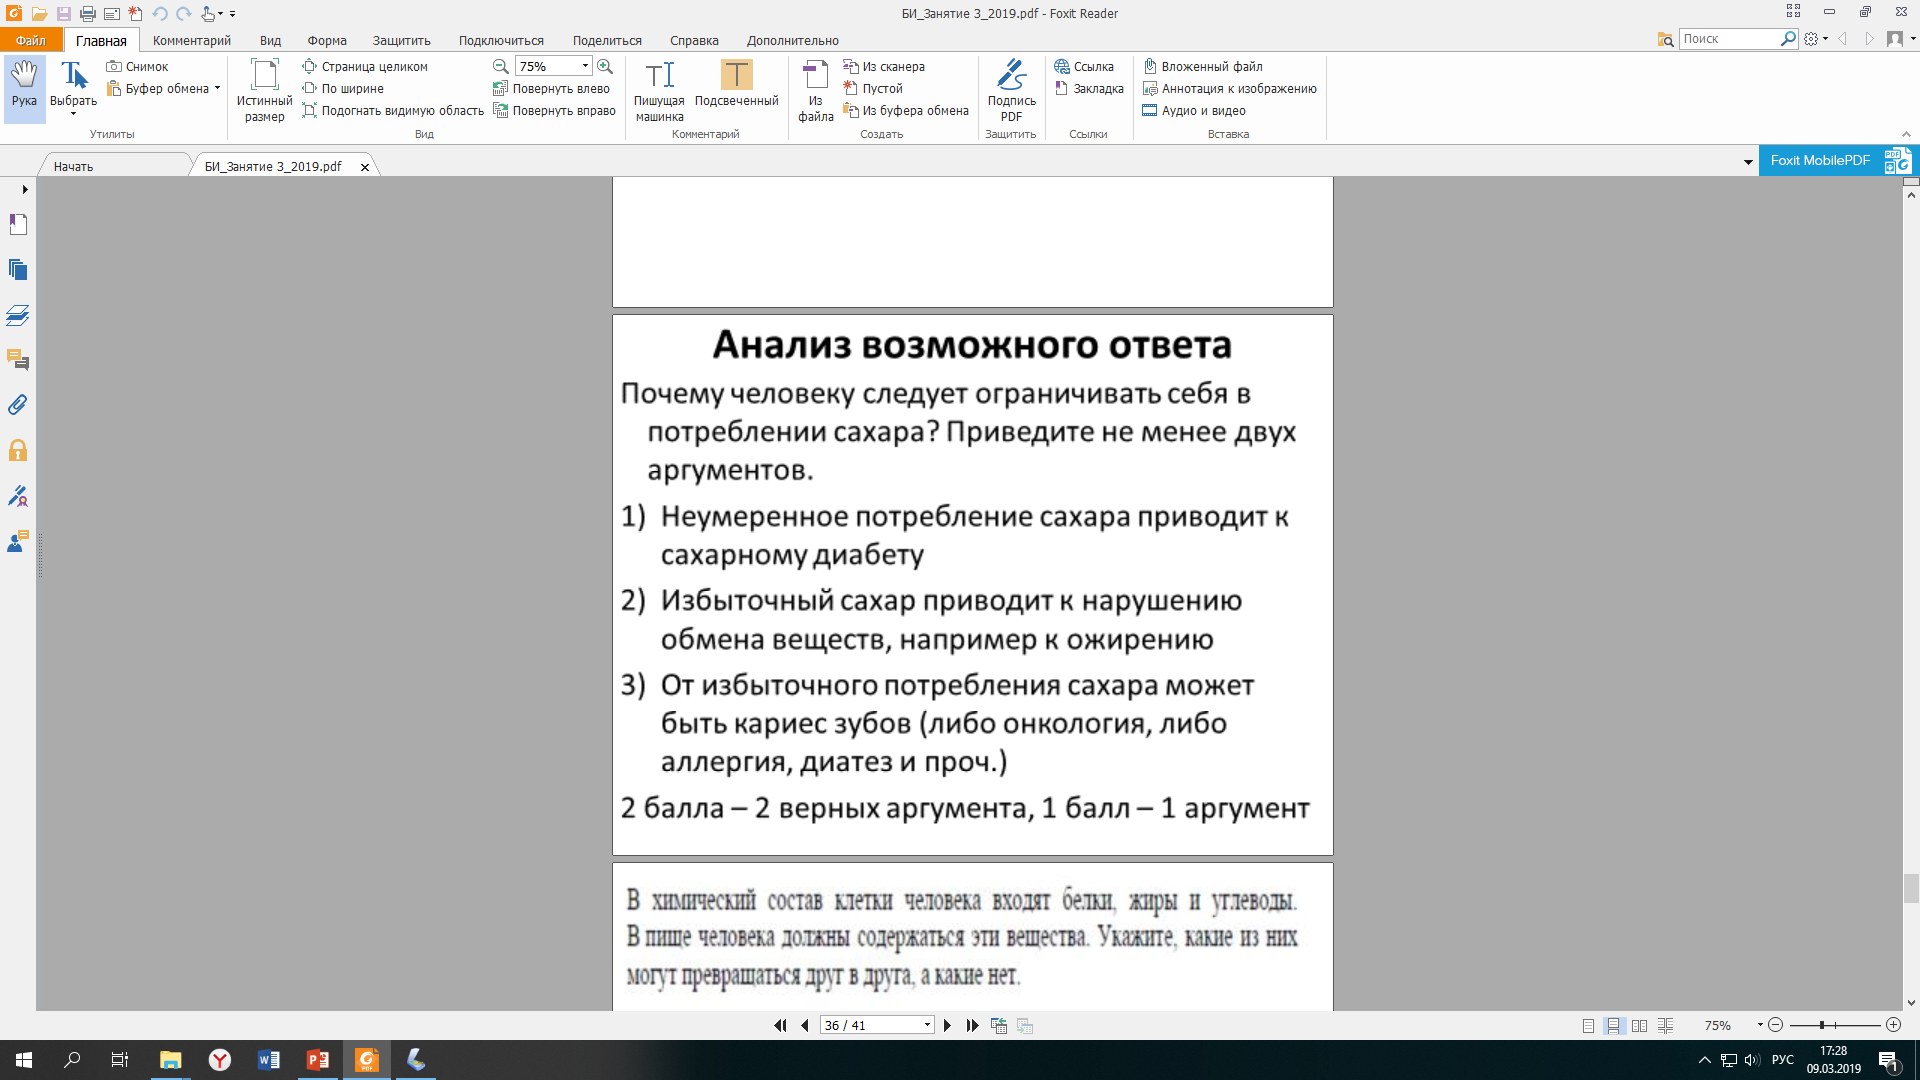 БИ_Занятие 3_2019.pdf - Foxit Reader
Файл Главная Комментарий Вид Форма Защитить Подключиться Поделиться Справка Дополнительно Поиск
Рука
Выбрать
Снимок
Буфер обмена
Утилиты
Истинный размер
Страница целиком
По ширине
Подогнать видимую область
75%
Повернуть влево
Повернуть вправо
Вид
Пишущая машинка
Подсвеченный
Комментарий
Из файла
Из сканера
Пустой
Из буфера обмена
Создать
Подпись PDF
Защитить
Ссылка
Закладка
Ссылки
Вложенный файл
Аннотация к изображению
Аудио и видео
Вставка
Начать БИ_Занятие 3_2019.pdf Foxit MobilePDF
Анализ возможного ответа
Почему человеку следует ограничивать себя в
потреблении сахара? Приведите не менее двух
аргументов.
1) Неумеренное потребление сахара приводит к
сахарному диабету
2) Избыточный сахар приводит к нарушению
обмена веществ, например к ожирению
3) От избыточного потребления сахара может
быть кариес зубов (либо онкология, либо
аллергия, диатез и проч.)
2 балла – 2 верных аргумента, 1 балл – 1 аргумент
В химический состав клетки человека входят белки, жиры и углеводы.
В пище человека должны содержаться эти вещества. Укажите, какие из них
могут превращаться друг в друга, а какие нет.
36 / 41 75%
РУС 17:28
09.03.2019 1